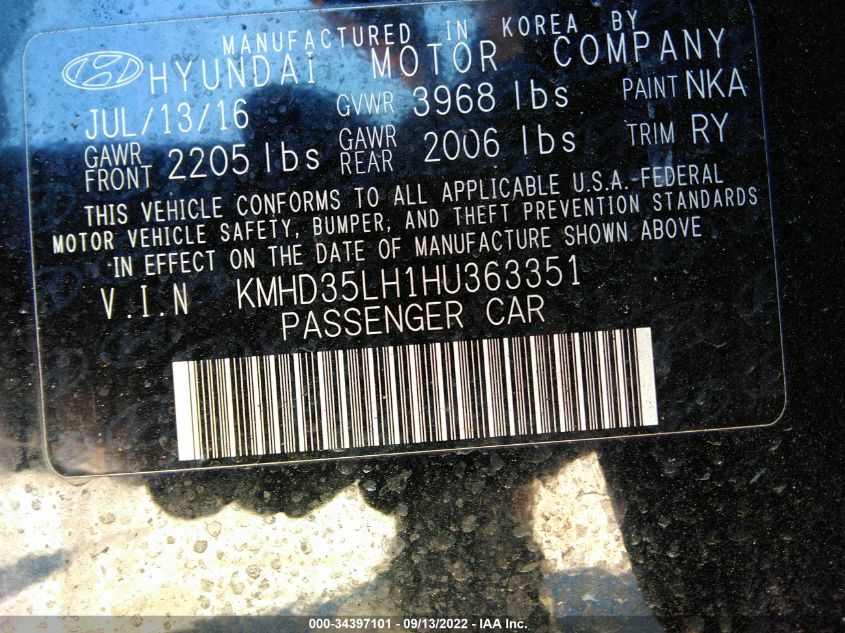 MANUFACTURED IN KOREA BY
HYUNDAI MOTOR COMPANY
JUL/13/16 GVWR 3968 lbs PAINT NKA
GAWR FRONT 2205 lbs GAWR REAR 2006 lbs TRIM RY
THIS VEHICLE CONFORMS TO ALL APPLICABLE U.S.A. FEDERAL
MOTOR VEHICLE SAFETY, BUMPER, AND THEFT PREVENTION STANDARDS
IN EFFECT ON THE DATE OF MANUFACTURE SHOWN ABOVE
V.I.N KMHD35LH1HU363351
PASSENGER CAR
000-34397101 - 09/13/2022 - IAA Inc.